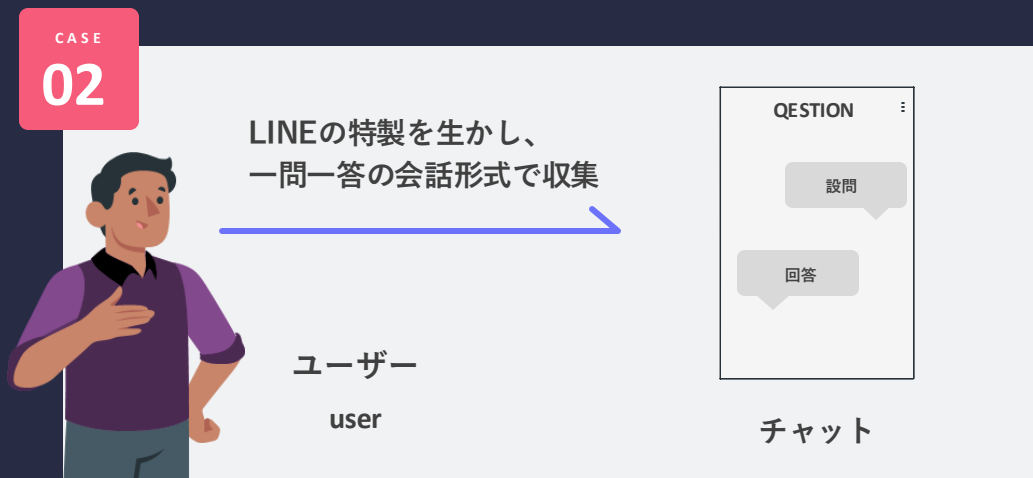 CASE
02
LINEの特製を生かし、
一問一答の会話形式で収集
QESTION
設問
回答
ユーザー
user
チャット